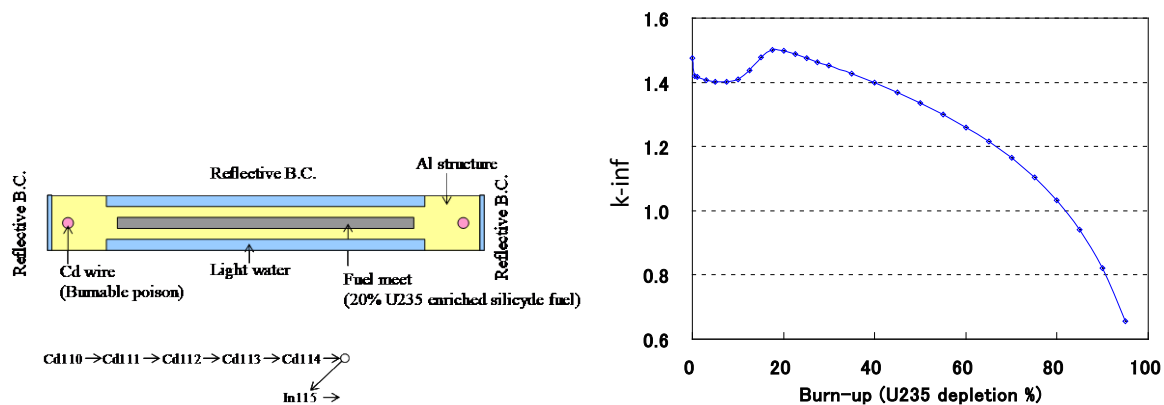 Reflective B.C.
Reflective B.C.
Al structure
Reflective B.C.
Cd wire
(Burnable poison)
Light water
Fuel meet
(20% U235 enriched silicyde fuel)
Cd110→Cd111→Cd112→Cd113→Cd114→
In115→
k-inf
1.6
1.4
1.2
1.0
0.8
0.6
0 20 40 60 80 100
Burn-up (U235 depletion %)